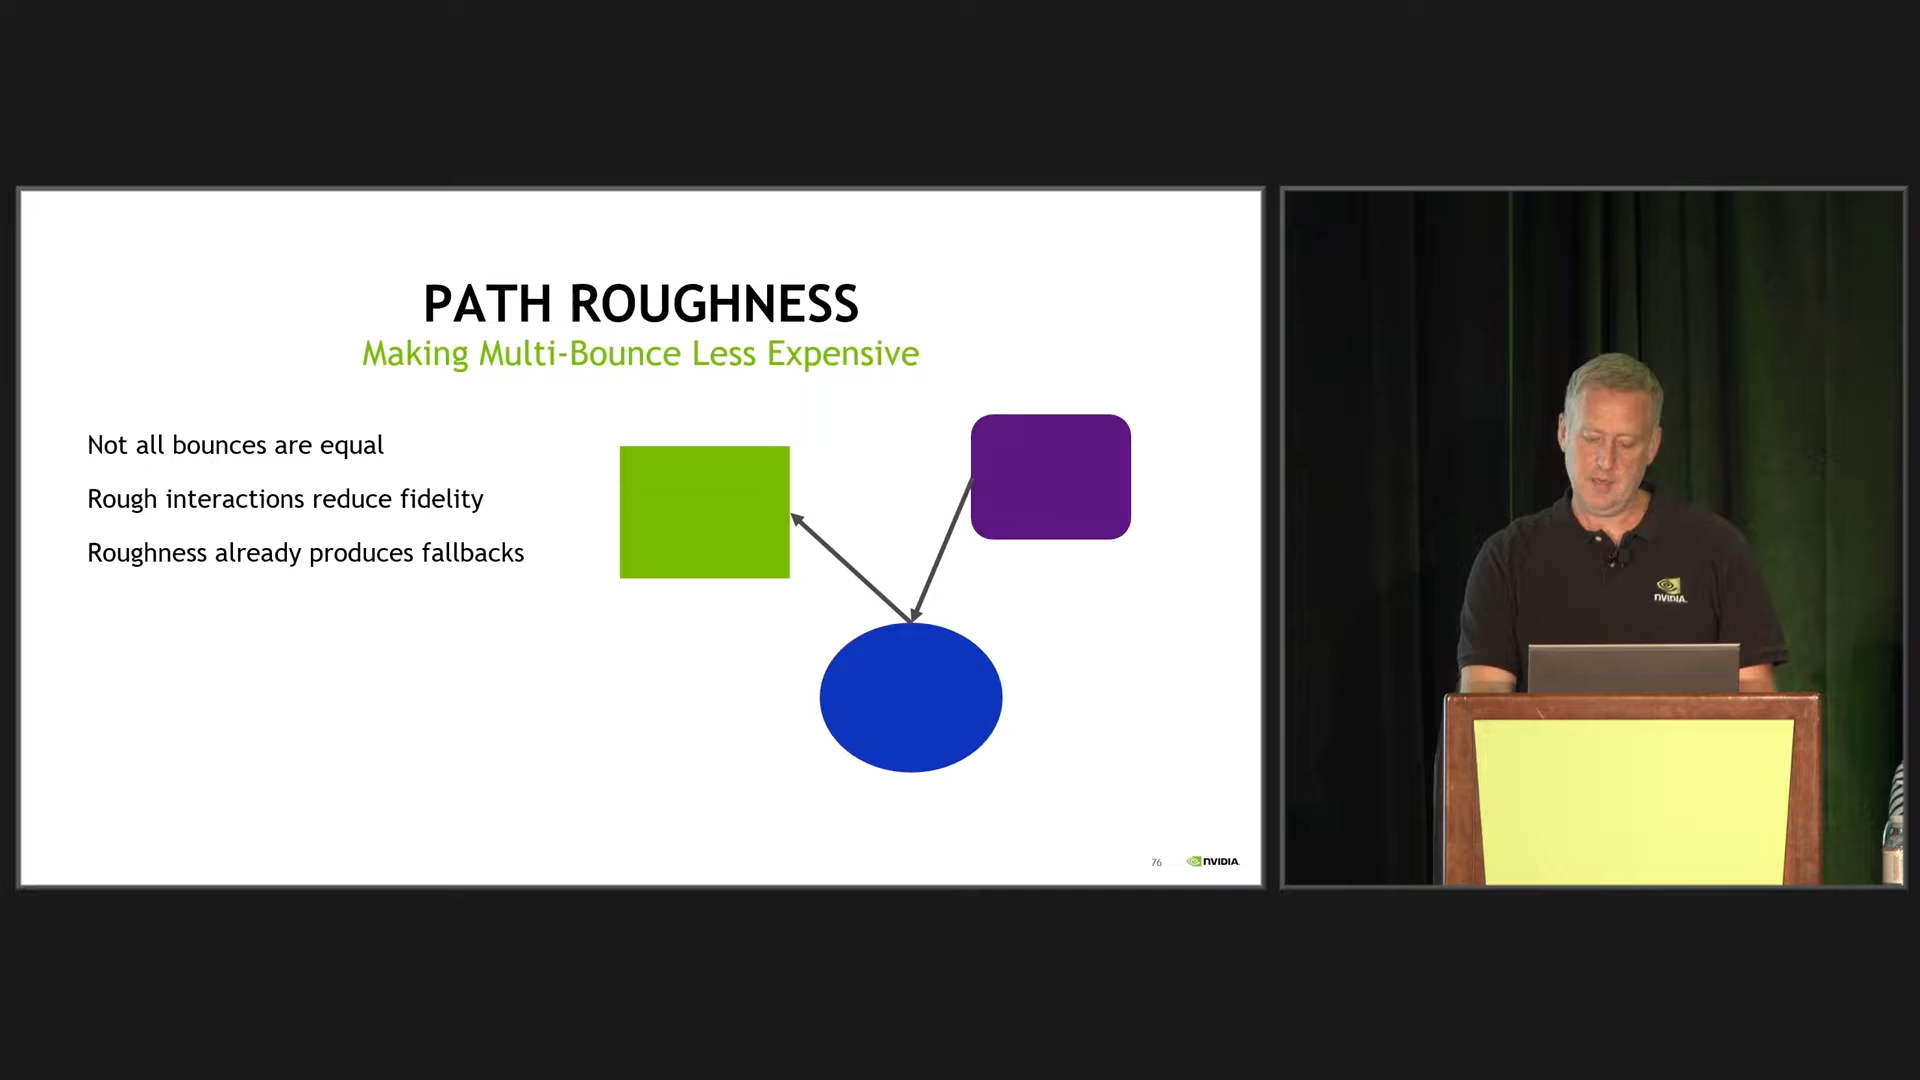 PATH ROUGHNESS
Making Multi-Bounce Less Expensive
Not all bounces are equal
Rough interactions reduce fidelity
Roughness already produces fallbacks
76
NVIDIA.
NVIDIA.